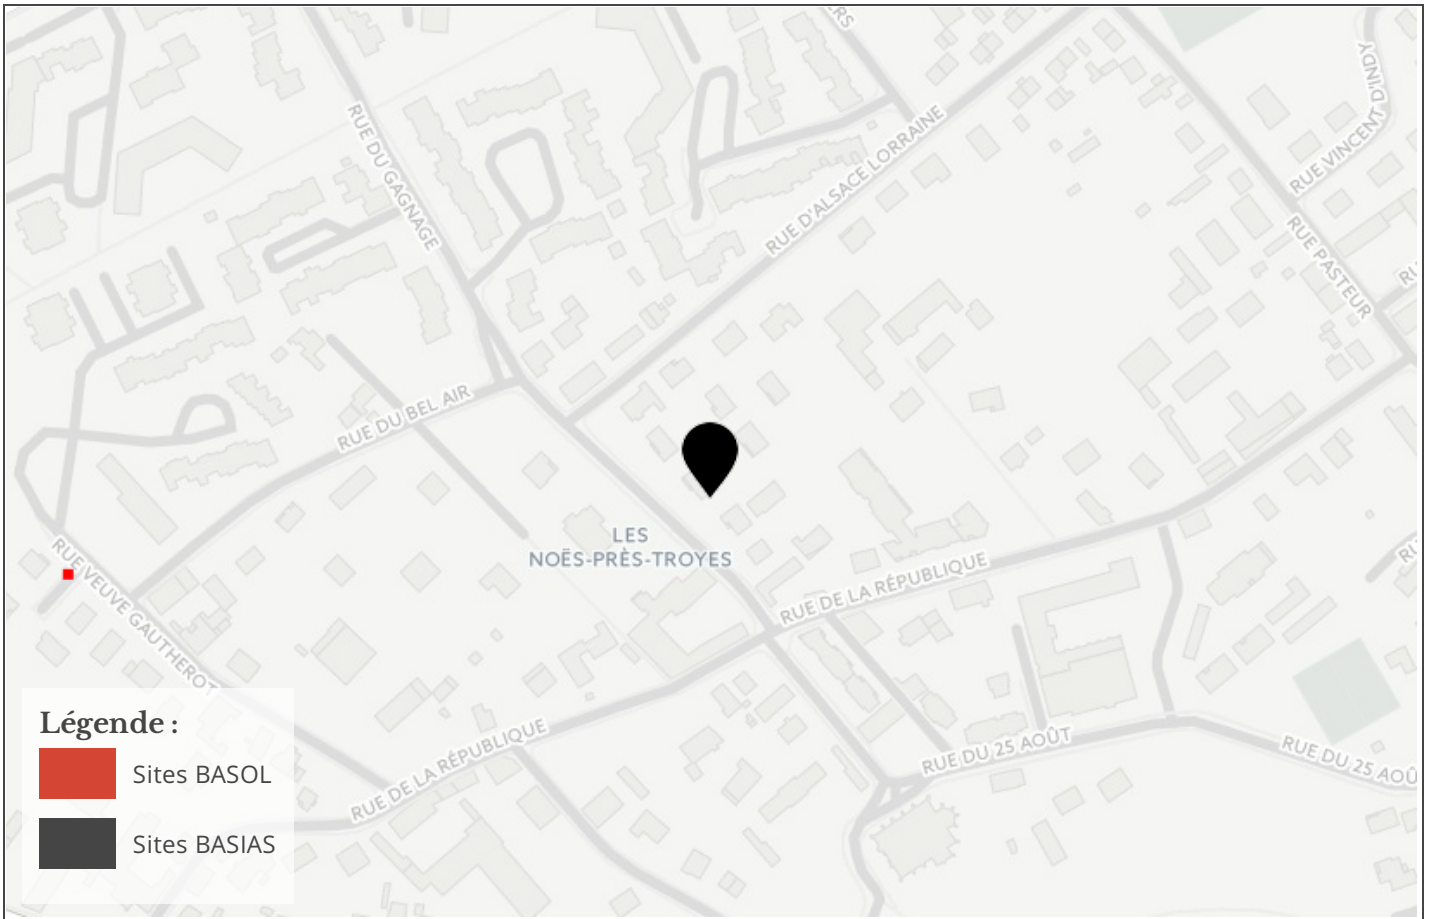 RUE DU GAGNAGE
RUE D'ALSACE LORRAINE
RUE VINCENT D'INDY
RUE PASTEUR
RUE DU BEL AIR
LES
NOËS-PRÈS-TROYES
RUE VEUVE GAUTHEROT
RUE DE LA RÉPUBLIQUE
RUE DE LA RÉPUBLIQUE
RUE DU 25 AOÛT
RUE DU 25 AOÛ
Légende :
Sites BASOL
Sites BASIAS